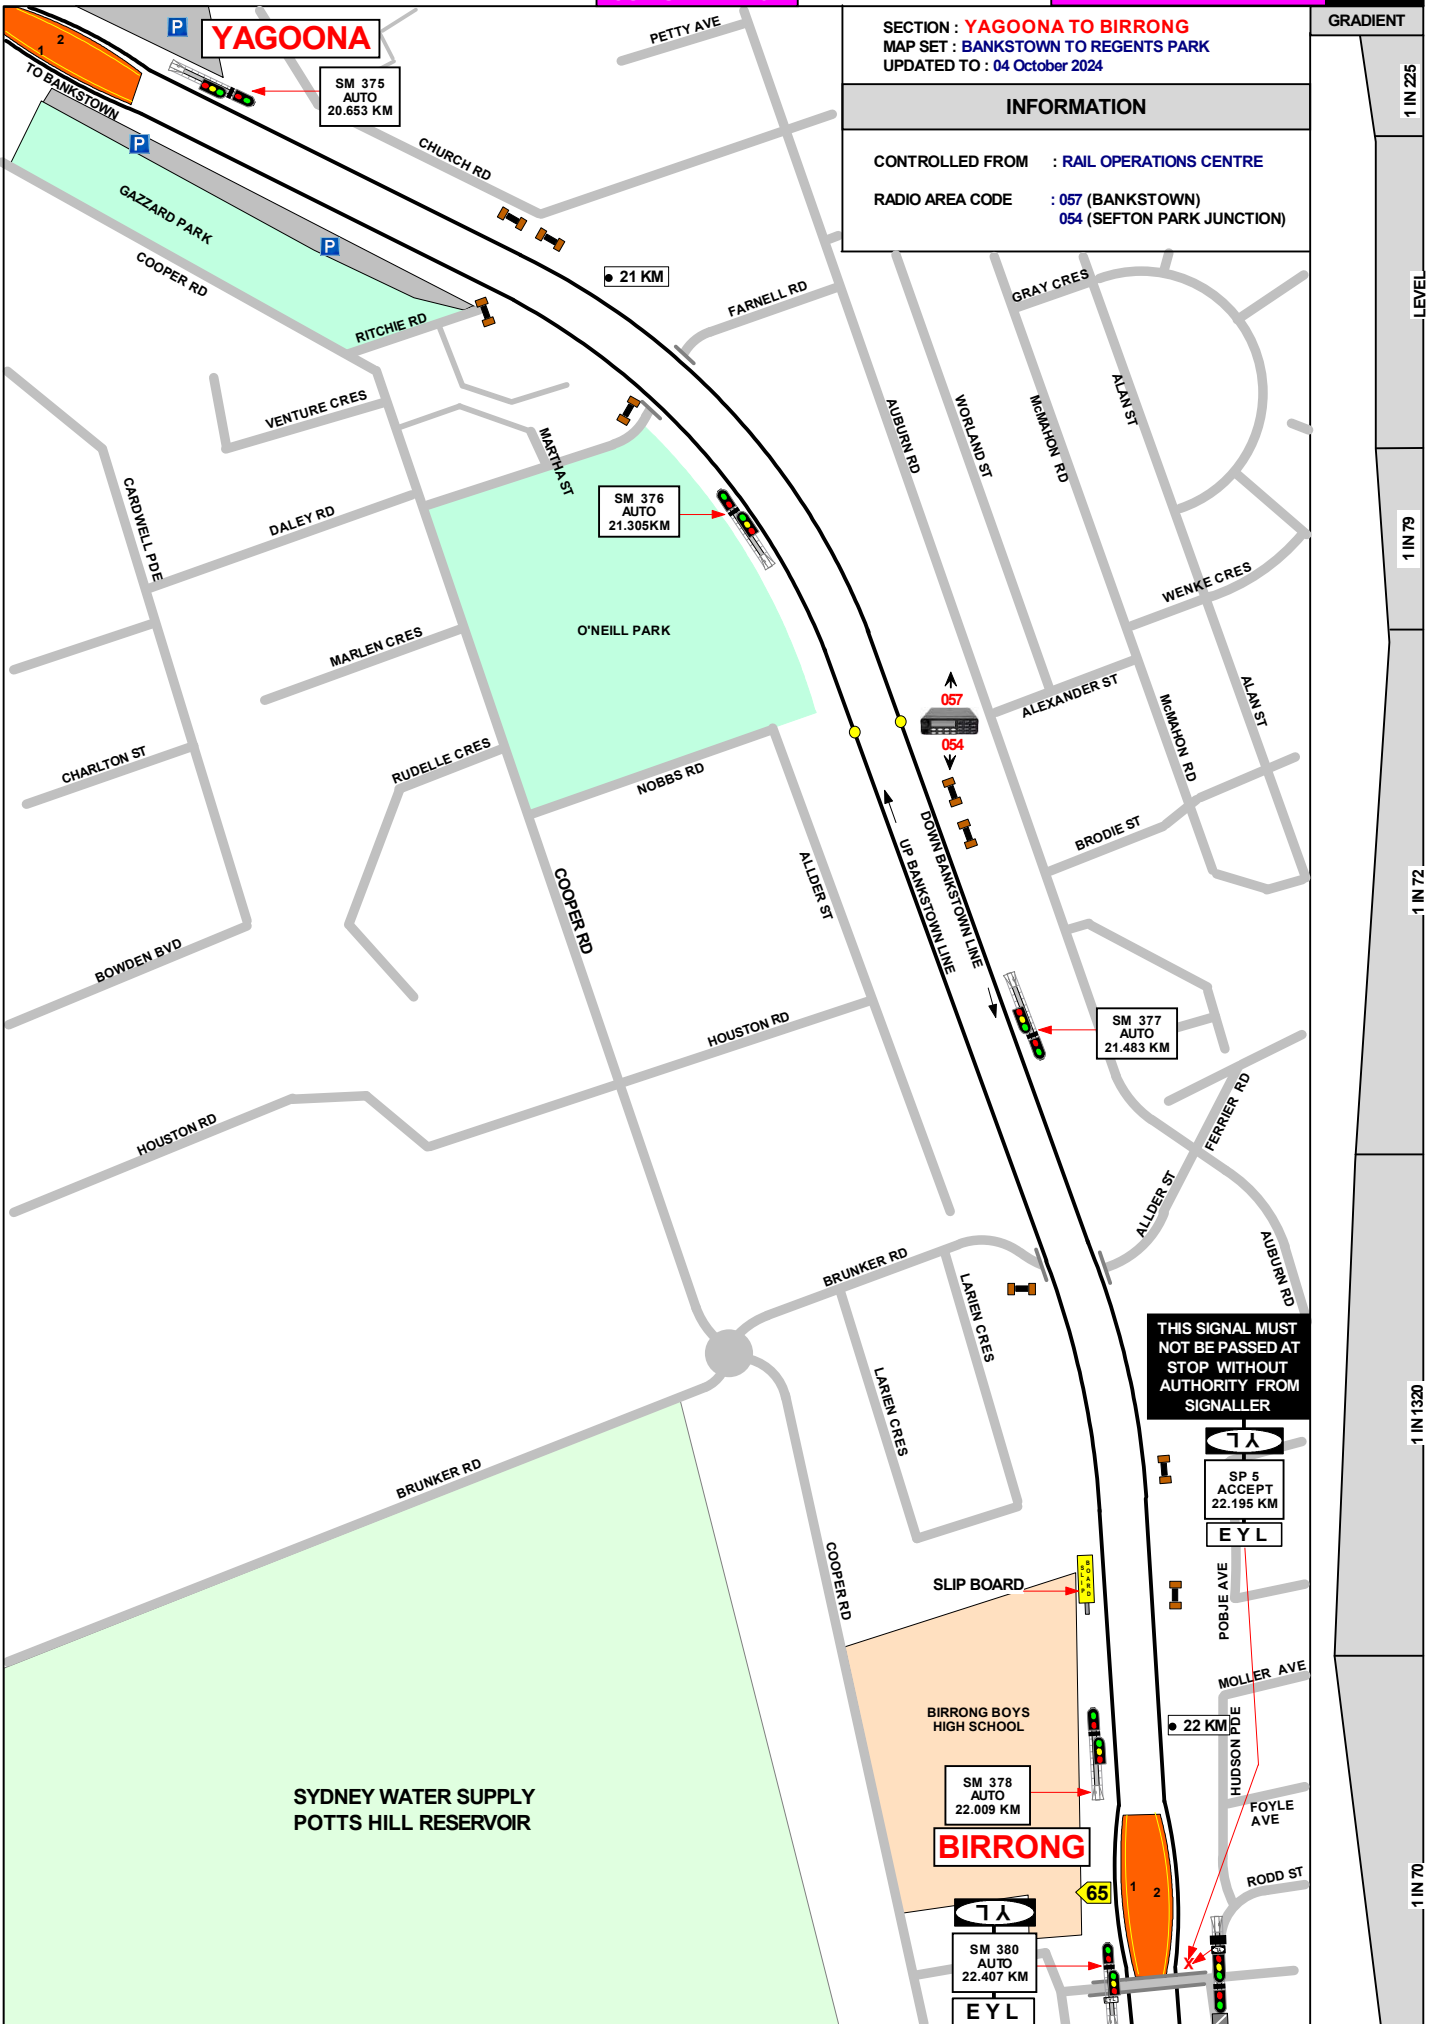 SECTION : YAGOONA TO BIRRONG
MAP SET : BANKSTOWN TO REGENTS PARK
UPDATED TO : 04 October 2024
INFORMATION
CONTROLLED FROM : RAIL OPERATIONS CENTRE
RADIO AREA CODE : 057 (BANKSTOWN)
054 (SEFTON PARK JUNCTION)
GRADIENT
1 IN 225
LEVEL
1 IN 79
1 IN 72
1 IN 1320
1 IN 70
P
YAGOONA
2
1
TO BANKSTOWN
SM 375
AUTO
20.653 KM
PETTY AVE
CHURCH RD
P
GAZZARD PARK
P
COOPER RD
RITCHIE RD
21 KM
FARNELL RD
GRAY CRES
VENTURE CRES
MARTHA ST
AUBURN RD
WORLAND ST
McMAHON RD
ALAN ST
CARDWELL PDE
DALEY RD
SM 376
AUTO
21.305KM
WENKE CRES
O'NEILL PARK
MARLEN CRES
057
054
ALEXANDER ST
McMAHON RD
ALAN ST
CHARLTON ST
RUDELLE CRES
NOBBS RD
BRODIE ST
ALLDER ST
UP BANKSTOWN LINE
DOWN BANKSTOWN LINE
COOPER RD
BOWDEN BVD
HOUSTON RD
SM 377
AUTO
21.483 KM
HOUSTON RD
FERRIER RD
ALLDER ST
AUBURN RD
BRUNKER RD
LARIEN CRES
LARIEN CRES
THIS SIGNAL MUST
NOT BE PASSED AT
STOP WITHOUT
AUTHORITY FROM
SIGNALLER
YL
SP 5
ACCEPT
22.195 KM
E Y L
BRUNKER RD
COOPER RD
SLIP BOARD
SLIP
BOARD
POBJE AVE
MOLLER AVE
HUDSON PDE
22 KM
BIRRONG BOYS
HIGH SCHOOL
SM 378
AUTO
22.009 KM
FOYLE
AVE
BIRRONG
SYDNEY WATER SUPPLY
POTTS HILL RESERVOIR
RODD ST
65
1
2
YL
SM 380
AUTO
22.407 KM
E Y L
X